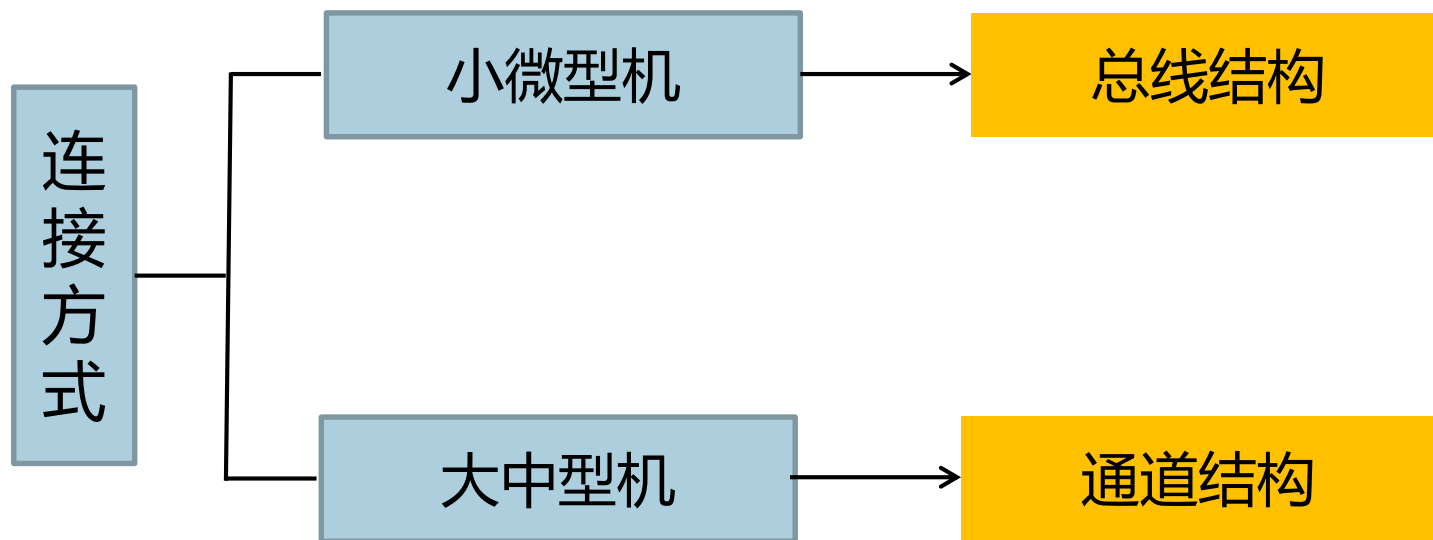 连接方式
小微型机
总线结构
大中型机
通道结构